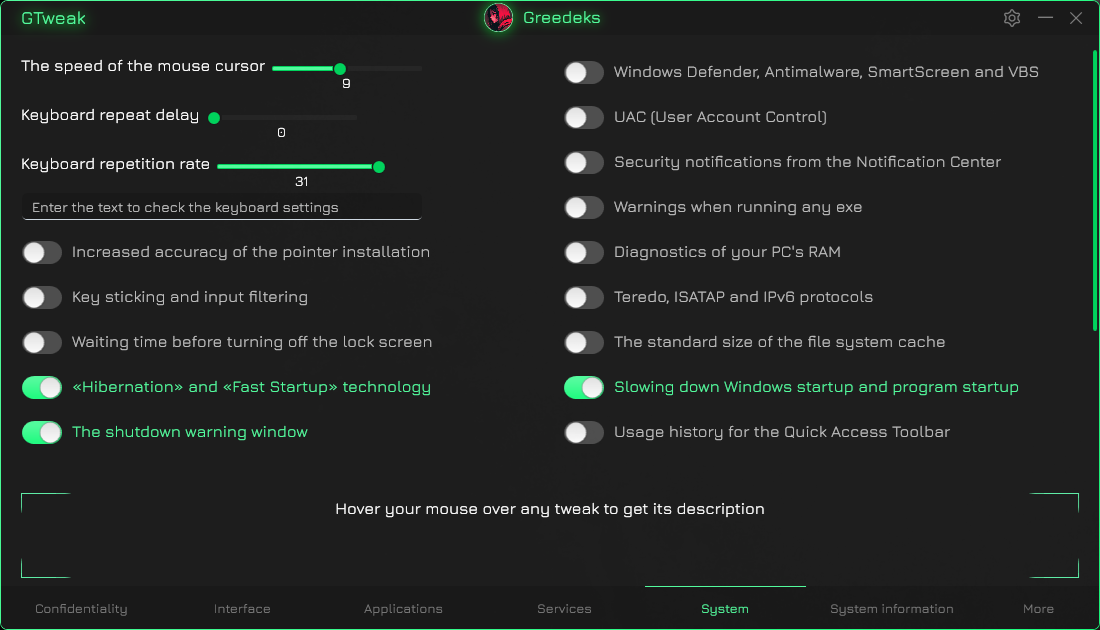 GTweak
Greedeks
The speed of the mouse cursor
9
Keyboard repeat delay
0
Keyboard repetition rate
31
Enter the text to check the keyboard settings
Increased accuracy of the pointer installation
Key sticking and input filtering
Waiting time before turning off the lock screen
«Hibernation» and «Fast Startup» technology
The shutdown warning window
Windows Defender, Antimalware, SmartScreen and VBS
UAC (User Account Control)
Security notifications from the Notification Center
Warnings when running any exe
Diagnostics of your PC's RAM
Teredo, ISATAP and IPv6 protocols
The standard size of the file system cache
Slowing down Windows startup and program startup
Usage history for the Quick Access Toolbar
Hover your mouse over any tweak to get its description
Confidentiality
Interface
Applications
Services
System
System information
More